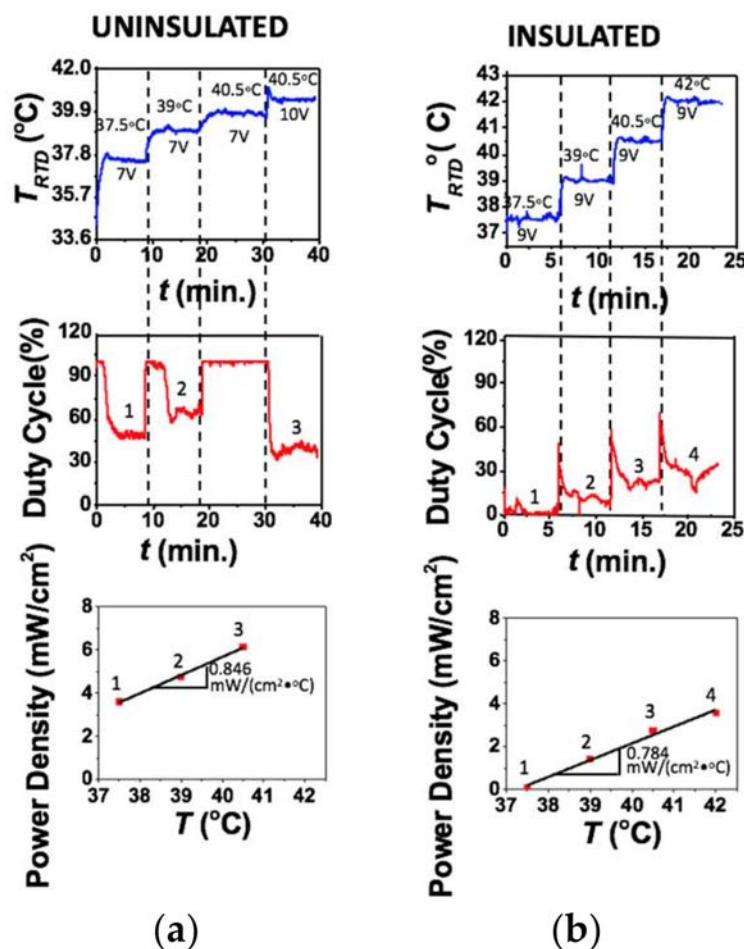 UNINSULATED
T_RTD (°C)
42.0
39.9
37.8
35.7
33.6
37.5°C
39°C
40.5°C
40.5°C
7V
7V
7V
10V
0 10 20 30 40
t (min.)
Duty Cycle(%)
120
90
60
30
0
1
2
3
0 10 20 30 40
t (min.)
Power Density (mW/cm²)
8
6
4
2
0
1
2
3
0.846
mW/(cm²•°C)
37 38 39 40 41 42
T (°C)
(a)
INSULATED
T_RTD °( C)
43
42
40
39
38
37
37.5°C
39°C
40.5°C
42°C
9V
9V
9V
9V
0 5 10 15 20 25
t (min.)
Duty Cycle(%)
120
90
60
30
0
1
2
3
4
0 5 10 15 20 25
t (min.)
Power Density (mW/cm²)
8
6
4
2
0
1
2
3
4
0.784
mW/(cm²•°C)
37 38 39 40 41 42
T (°C)
(b)